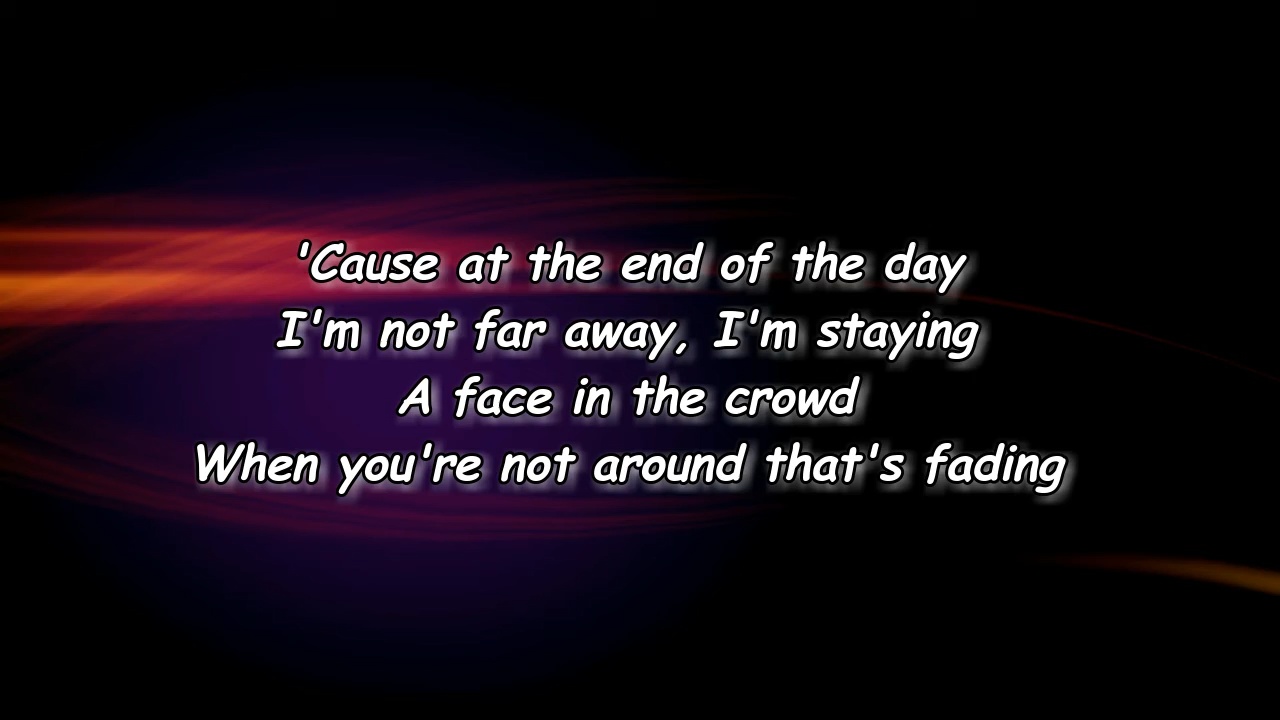 'Cause at the end of the day
I'm not far away, I'm staying
A face in the crowd
When you're not around that's fading